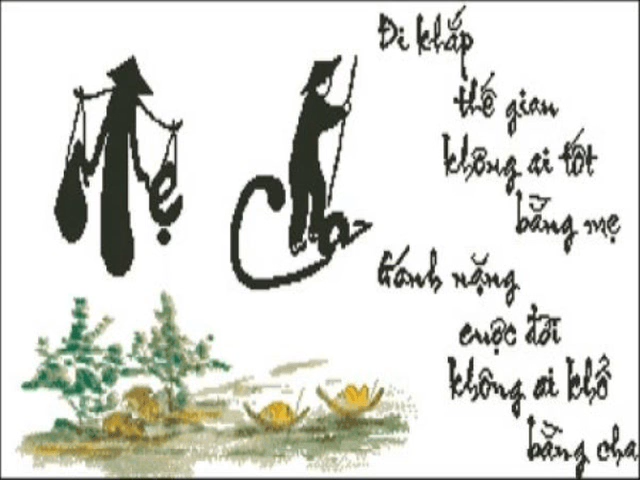 Mẹ
Cha
Đi khắp
thế gian
không ai tốt
bằng mẹ
Gánh nặng
cuộc đời
không ai khổ
bằng cha